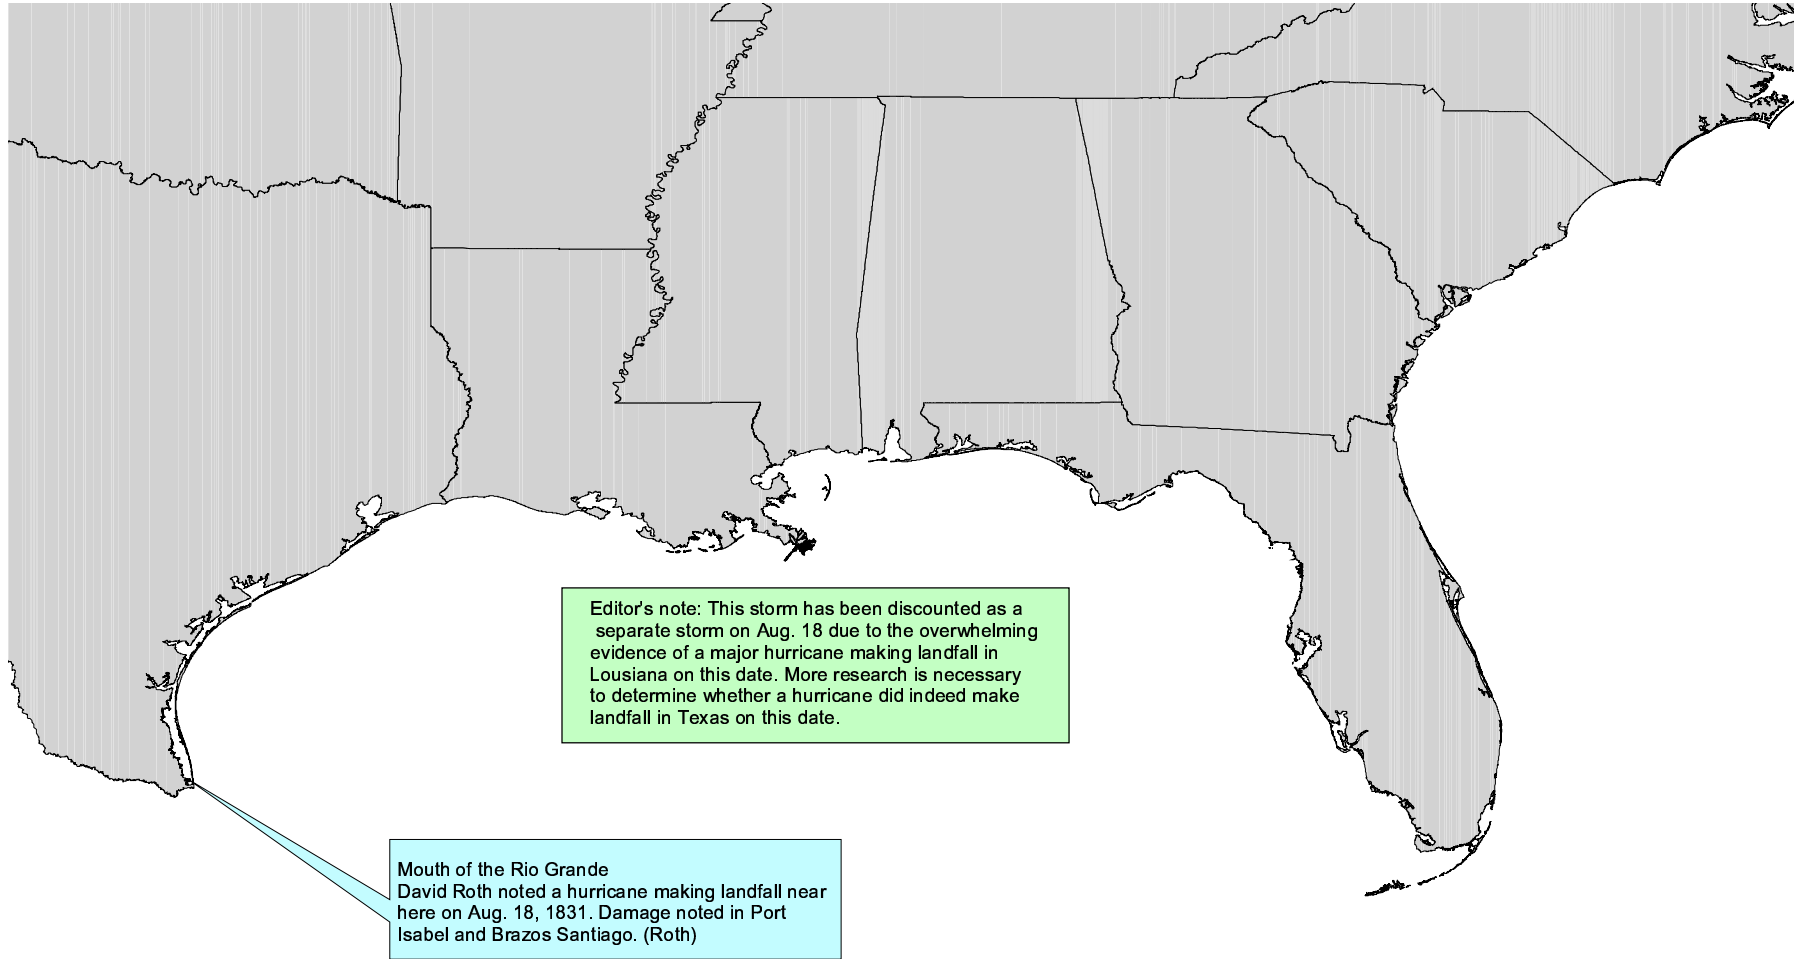 Editor's note: This storm has been discounted as a
separate storm on Aug. 18 due to the overwhelming
evidence of a major hurricane making landfall in
Lousiana on this date. More research is necessary
to determine whether a hurricane did indeed make
landfall in Texas on this date.
Mouth of the Rio Grande
David Roth noted a hurricane making landfall near
here on Aug. 18, 1831. Damage noted in Port
Isabel and Brazos Santiago. (Roth)